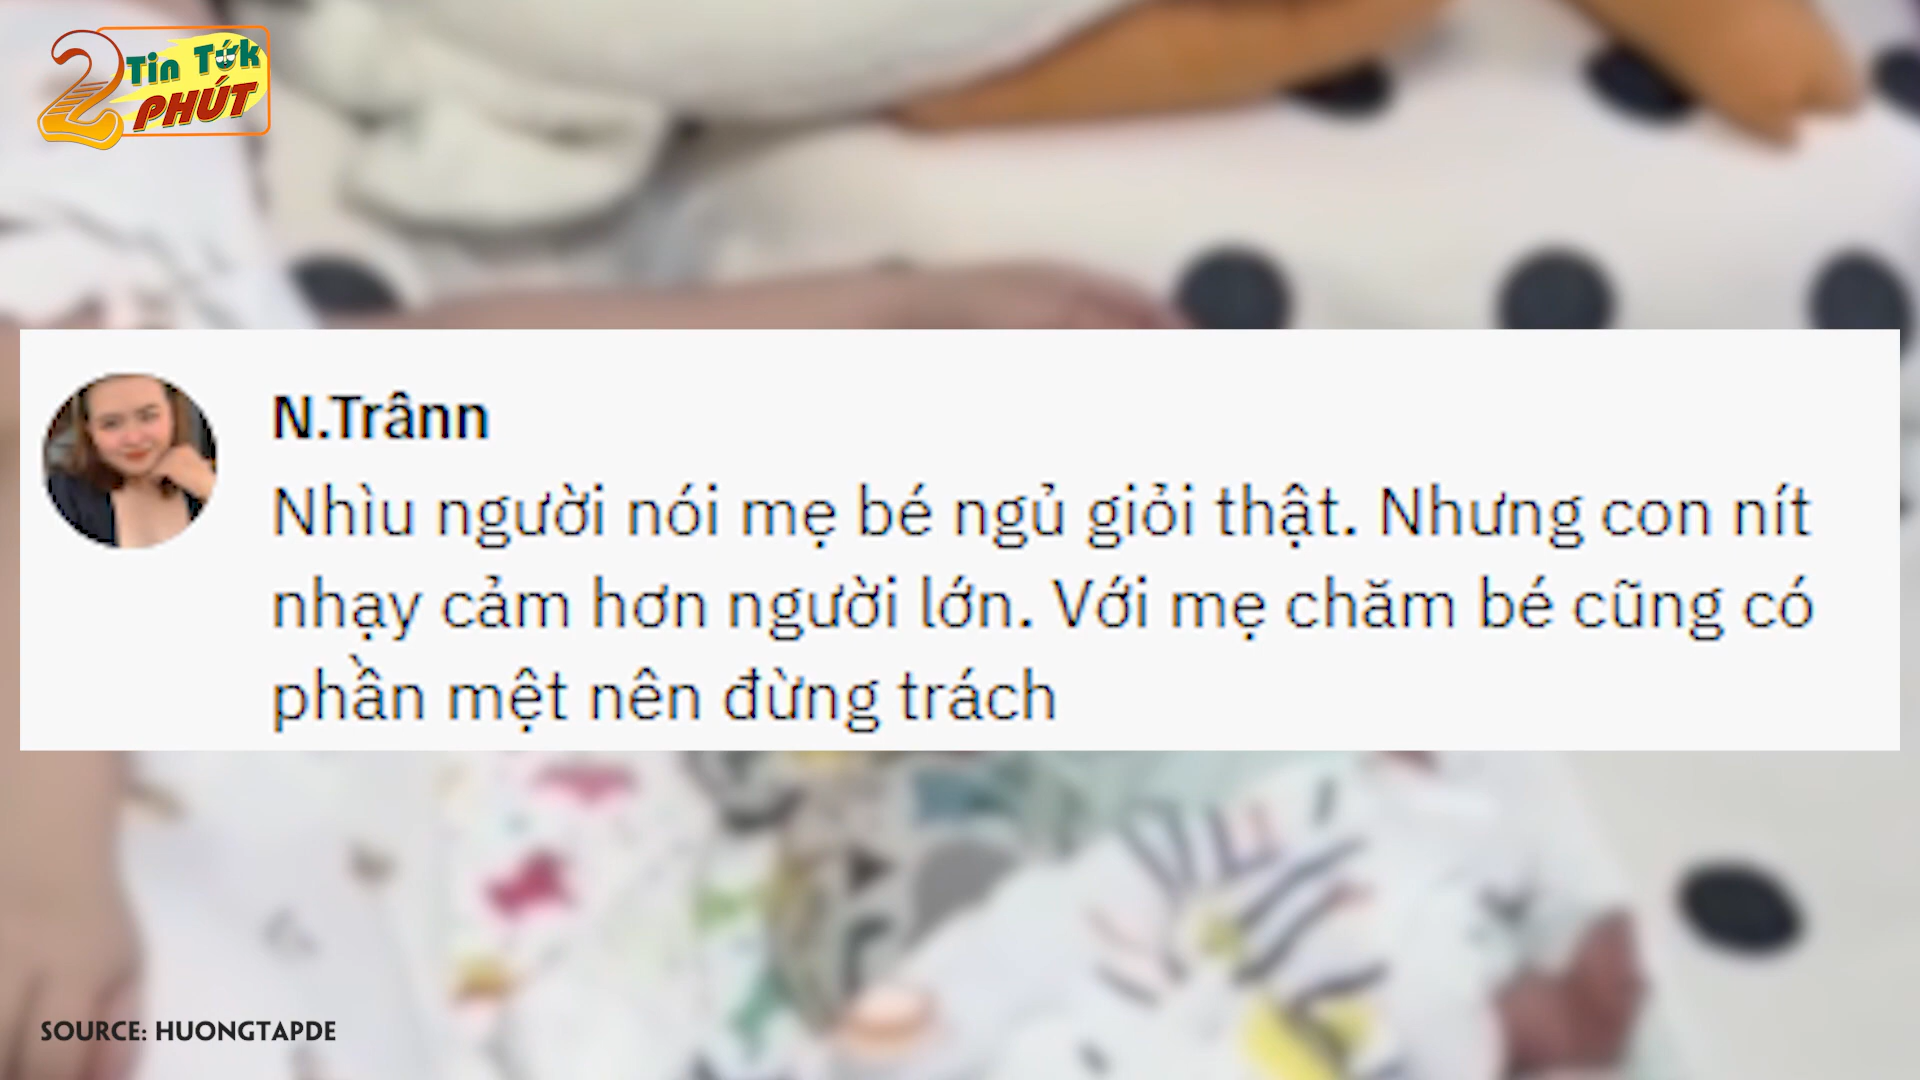 2 Tin Tứk
PHÚT
N.Trânn
Nhìu người nói mẹ bé ngủ giỏi thật. Nhưng con nít
nhạy cảm hơn người lớn. Với mẹ chăm bé cũng có
phần mệt nên đừng trách
SOURCE: HUONGTAPDE